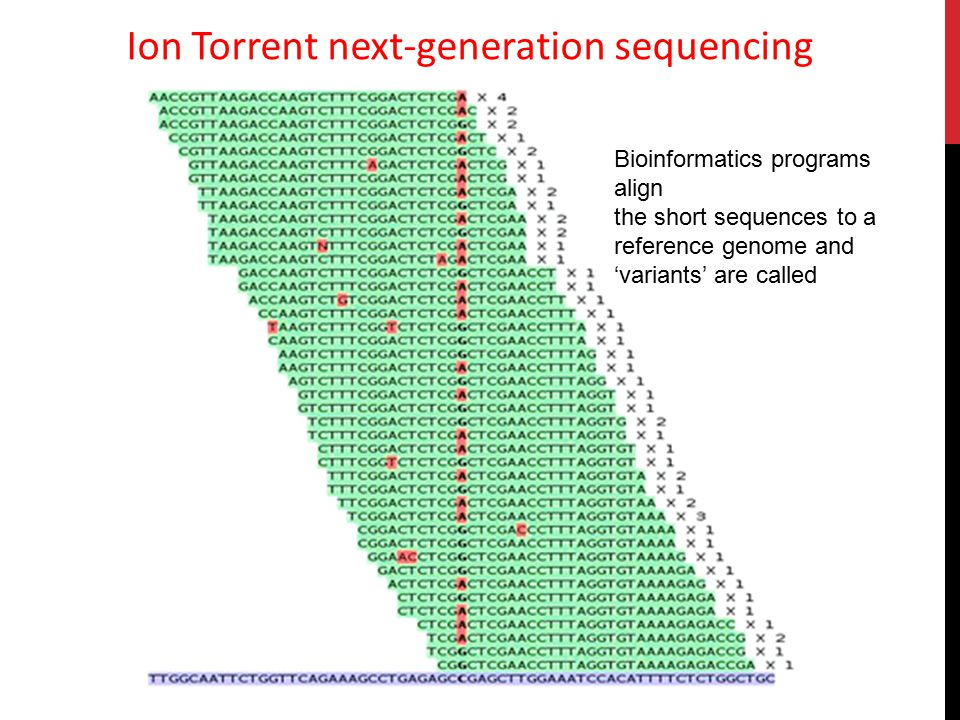 Ion Torrent next-generation sequencing
AACCGTTAAGACCAAGTCTTTCGGACTCTCGA X 4
ACCGTTAAGACCAAGTCTTTCGGACTCTCGAC X 2
ACCGTTAAGACCAAGTCTTTCGGACTCTCGGC X 2
CCGTTAAGACCAAGTCTTTCGGACTCTCGACT X 1
CGTTAAGACCAAGTCTTTCGGACTCTCGGCTC X 2
GTTAAGACCAAGTCTTTCAGACTCTCGACTCG X 1
GTTAAGACCAAGTCTTTCGGACTCTCGACTCG X 1
TTAAGACCAAGTCTTTCGGACTCTCGACTCGA X 2
TTAAGACCAAGTCTTTCGGACTCTCGGCTCGA X 1
TAAGACCAAGTCTTTCGGACTCTCGACTCGAA X 2
TAAGACCAAGTCTTTCGGACTCTCGGCTCGAA X 2
TAAGACCAAGTNTTTCGGACTCTCGACTCGAA X 1
TAAGACCAAGTCTTTCGGACTCTAGACTCGAA X 1
GACCAAGTCTTTCGGACTCTCGGCTCGAACCT X 1
GACCAAGTCTTTCGGACTCTCGACTCGAACCT X 1
ACCAAGTCTGTCGGACTCTCGACTCGAACCTT X 1
CCAAGTCTTTCGGACTCTCGACTCGAACCTTT X 1
TAAGTCTTTCGGTCTCTCGGCTCGAACCTTTA X 1
CAAGTCTTTCGGACTCTCGGCTCGAACCTTTA X 1
AAGTCTTTCGGACTCTCGGCTCGAACCTTTAG X 1
AAGTCTTTCGGACTCTCGACTCGAACCTTTAG X 1
AGTCTTTCGGACTCTCGGCTCGAACCTTTAGG X 1
GTCTTTCGGACTCTCGACTCGAACCTTTAGGT X 1
GTCTTTCGGACTCTCGGCTCGAACCTTTAGGT X 1
TCTTTCGGACTCTCGGCTCGAACCTTTAGGTG X 2
TCTTTCGGACTCTCGACTCGAACCTTTAGGTG X 1
CTTTCGGACTCTCGACTCGAACCTTTAGGTGT X 1
CTTTCGGTCTCTCGGCTCGAACCTTTAGGTGT X 1
TTTCGGACTCTCGACTCGAACCTTTAGGTGTA X 2
TTTCGGACTCTCGGCTCGAACCTTTAGGTGTA X 1
TTCGGACTCTCGACTCGAACCTTTAGGTGTAA X 2
TCGGACTCTCGACTCGAACCTTTAGGTGTAAA X 3
CGGACTCTCGGCTCGACCCTTTAGGTGTAAAA X 1
CGGACTCTCGGCTCGAACCTTTAGGTGTAAAA X 1
GGAACCTCGGCTCGAACCTTTAGGTGTAAAAG X 1
GACTCTCGGCTCGAACCTTTAGGTGTAAAAGA X 1
ACTCTCGACTCGAACCTTTAGGTGTAAAAGAG X 1
CTCTCGGCTCGAACCTTTAGGTGTAAAAGAGA X 1
CTCTCGACTCGAACCTTTAGGTGTAAAAGAGA X 1
CTCGACTCGAACCTTTAGGTGTAAAAGAGACC X 1
TCGACTCGAACCTTTAGGTGTAAAAGAGACCG X 2
TCGGCTCGAACCTTTAGGTGTAAAAGAGACCG X 1
CGGCTCGAACCTTTAGGTGTAAAAGAGACCGA X 1
TTGGCAATTCTGGTTCAGAAAGCCTGAGAGCCGAGCTTGGAAATCCACATTTTCTCTGGCTGC
Bioinformatics programs
align
the short sequences to a
reference genome and
‘variants’ are called